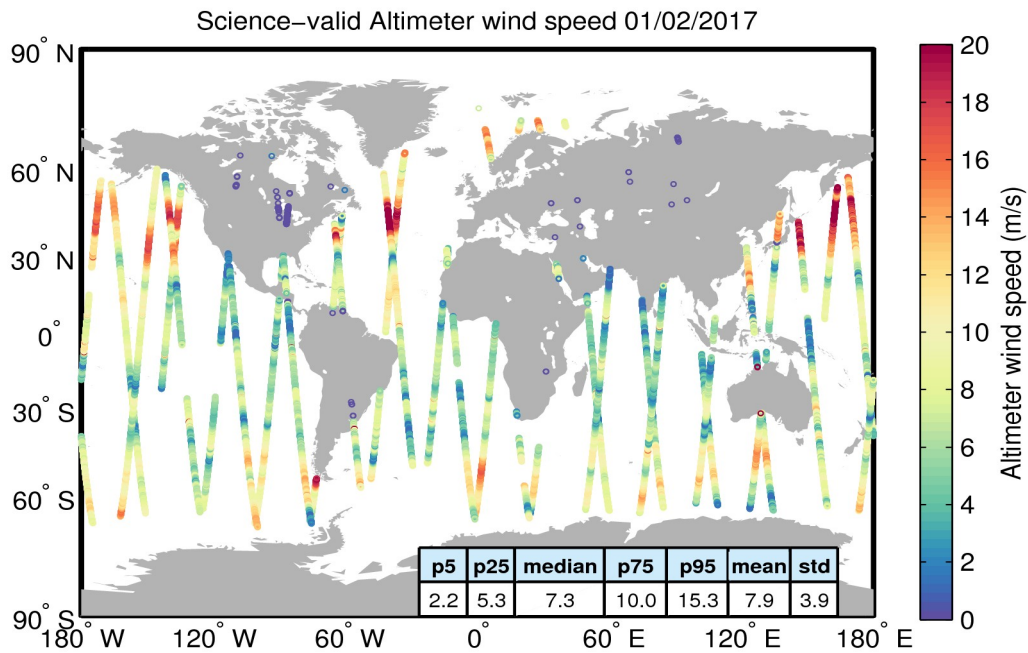 Science−valid Altimeter wind speed 01/02/2017
90° N
60° N
30° N
0°
30° S
60° S
90° S
180° W
120° W
60° W
0°
60° E
120° E
180° E
p5 p25 median p75 p95 mean std
2.2 5.3 7.3 10.0 15.3 7.9 3.9
20
18
16
14
12
10
8
6
4
2
0
Altimeter wind speed (m/s)